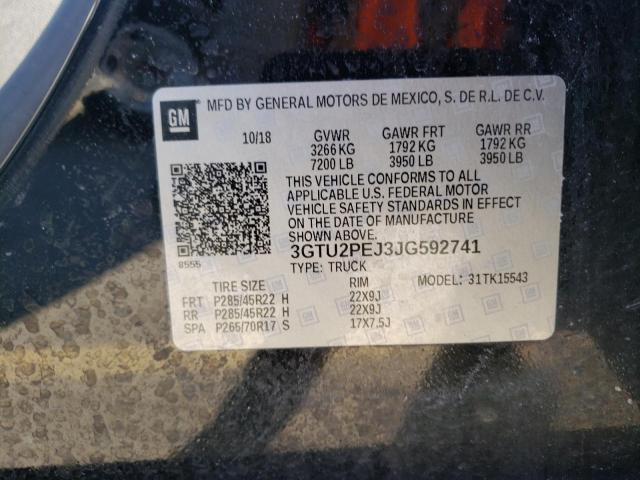 GM MFD BY GENERAL MOTORS DE MEXICO, S. DE R.L. DE C.V.
10/18 GVWR GAWR FRT GAWR RR
3266 KG 1792 KG 1792 KG
7200 LB 3950 LB 3950 LB
THIS VEHICLE CONFORMS TO ALL
APPLICABLE U.S. FEDERAL MOTOR
VEHICLE SAFETY STANDARDS IN EFFECT
ON THE DATE OF MANUFACTURE
SHOWN ABOVE.
3GTU2PEJ3JG592741
8555 TYPE: TRUCK
TIRE SIZE RIM MODEL: 31TK15543
FRT P285/45R22 H 22X9J
RR P285/45R22 H 22X9J
SPA P265/70R17 S 17X7.5J